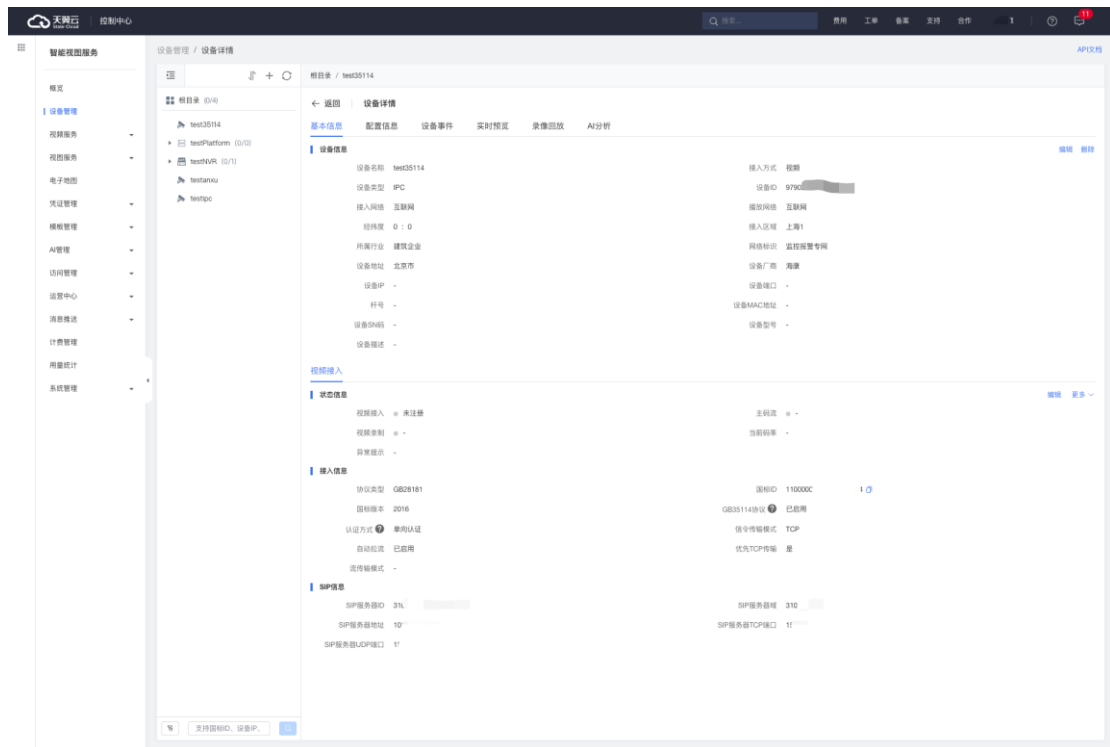 天翼云 State Cloud 控制中心 搜索... 费用 工单 备案 支持 合作 1 11
智能视图服务
概览
设备管理
视频服务
视图服务
电子地图
凭证管理
模板管理
AI管理
访问管理
运营中心
消息推送
计费管理
用量统计
系统管理
设备管理 / 设备详情 API文档
根目录 (0/4)
test35114
testPlatform (0/0)
testNVR (0/1)
testanxu
testipc
支持国标ID、设备IP、
根目录 / test35114
返回 设备详情
基本信息 配置信息 设备事件 实时预览 录像回放 AI分析
设备信息 编辑 删除
设备名称 test35114 接入方式 视频
设备类型 IPC 设备ID 9790
接入网络 互联网 播放网络 互联网
经纬度 0 : 0 接入区域 上海1
所属行业 建筑企业 网络标识 监控报警专网
设备地址 北京市 设备厂商 海康
设备IP - 设备端口 -
杆号 - 设备MAC地址 -
设备SN码 - 设备型号 -
设备描述 -
视频接入
状态信息 编辑 更多
视频接入 未注册 主码流 -
视频录制 - 当前码率 -
异常提示 -
接入信息
协议类型 GB28181 国标ID 110000
国标版本 2016 GB35114协议 已启用
认证方式 单向认证 信令传输模式 TCP
自动拉流 已启用 优先TCP传输 是
流传输模式 -
SIP信息
SIP服务器ID 31 SIP服务器域 310
SIP服务器地址 10 SIP服务器TCP端口 1
SIP服务器UDP端口 1